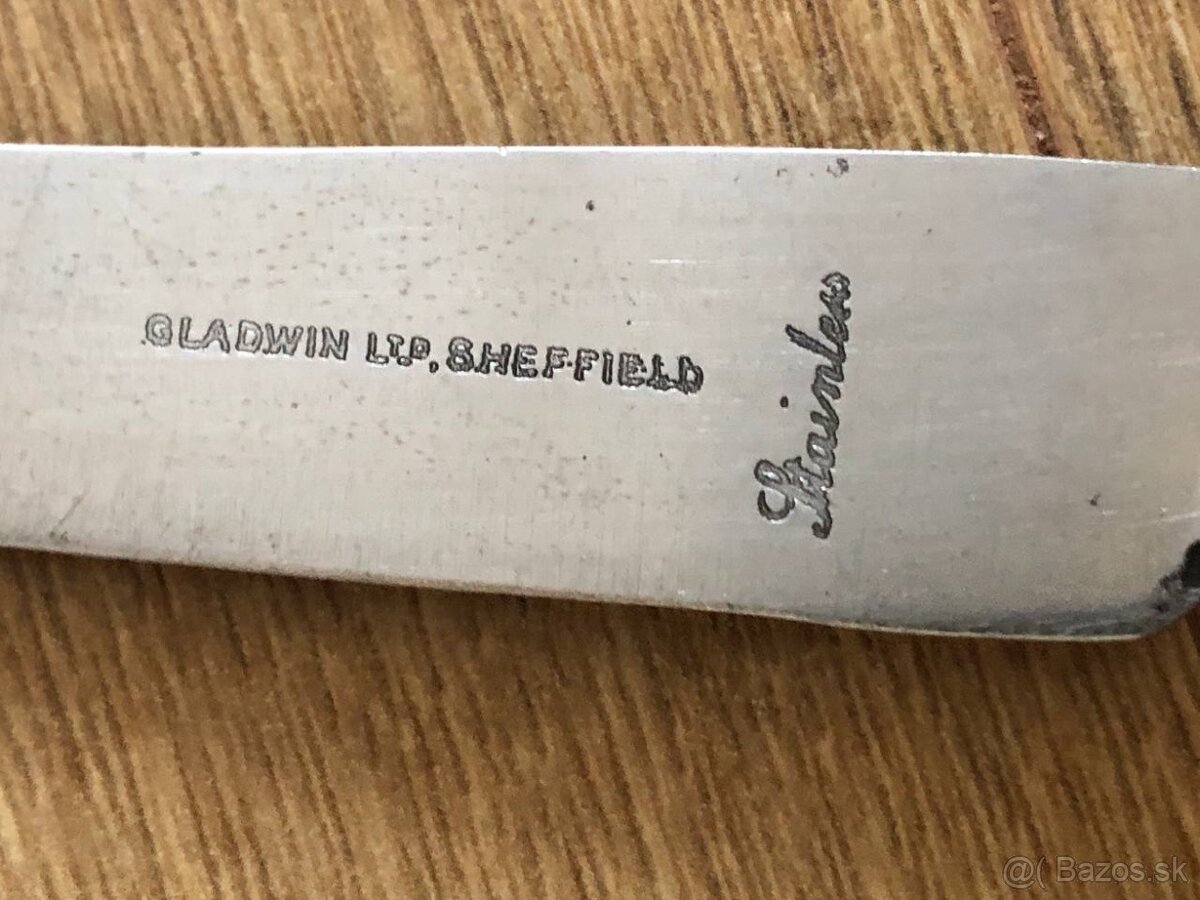 GLADWIN LTD, SHEFFIELD
Stainless
@( Bazos.sk